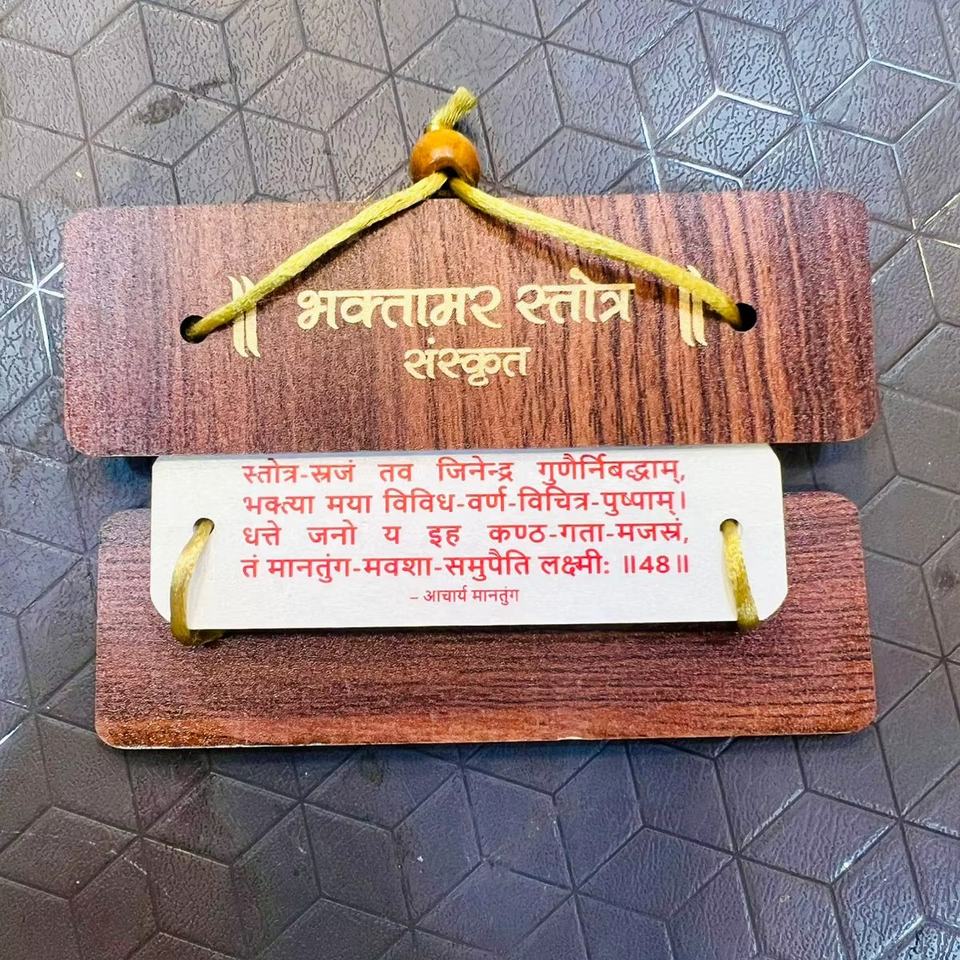 ॥ भक्तामर स्तोत्र ॥
संस्कृत
स्तोत्र-स्रजं तव जिनेन्द्र गुणैर्निबद्धाम्,
भक्त्या मया विविध-वर्ण-विचित्र-पुष्पाम्।
धत्ते जनो य इह कण्ठ-गता-मजस्रं,
तं मानतुंग-मवशा-समुपैति लक्ष्मी: ॥48॥
– आचार्य मानतुंग